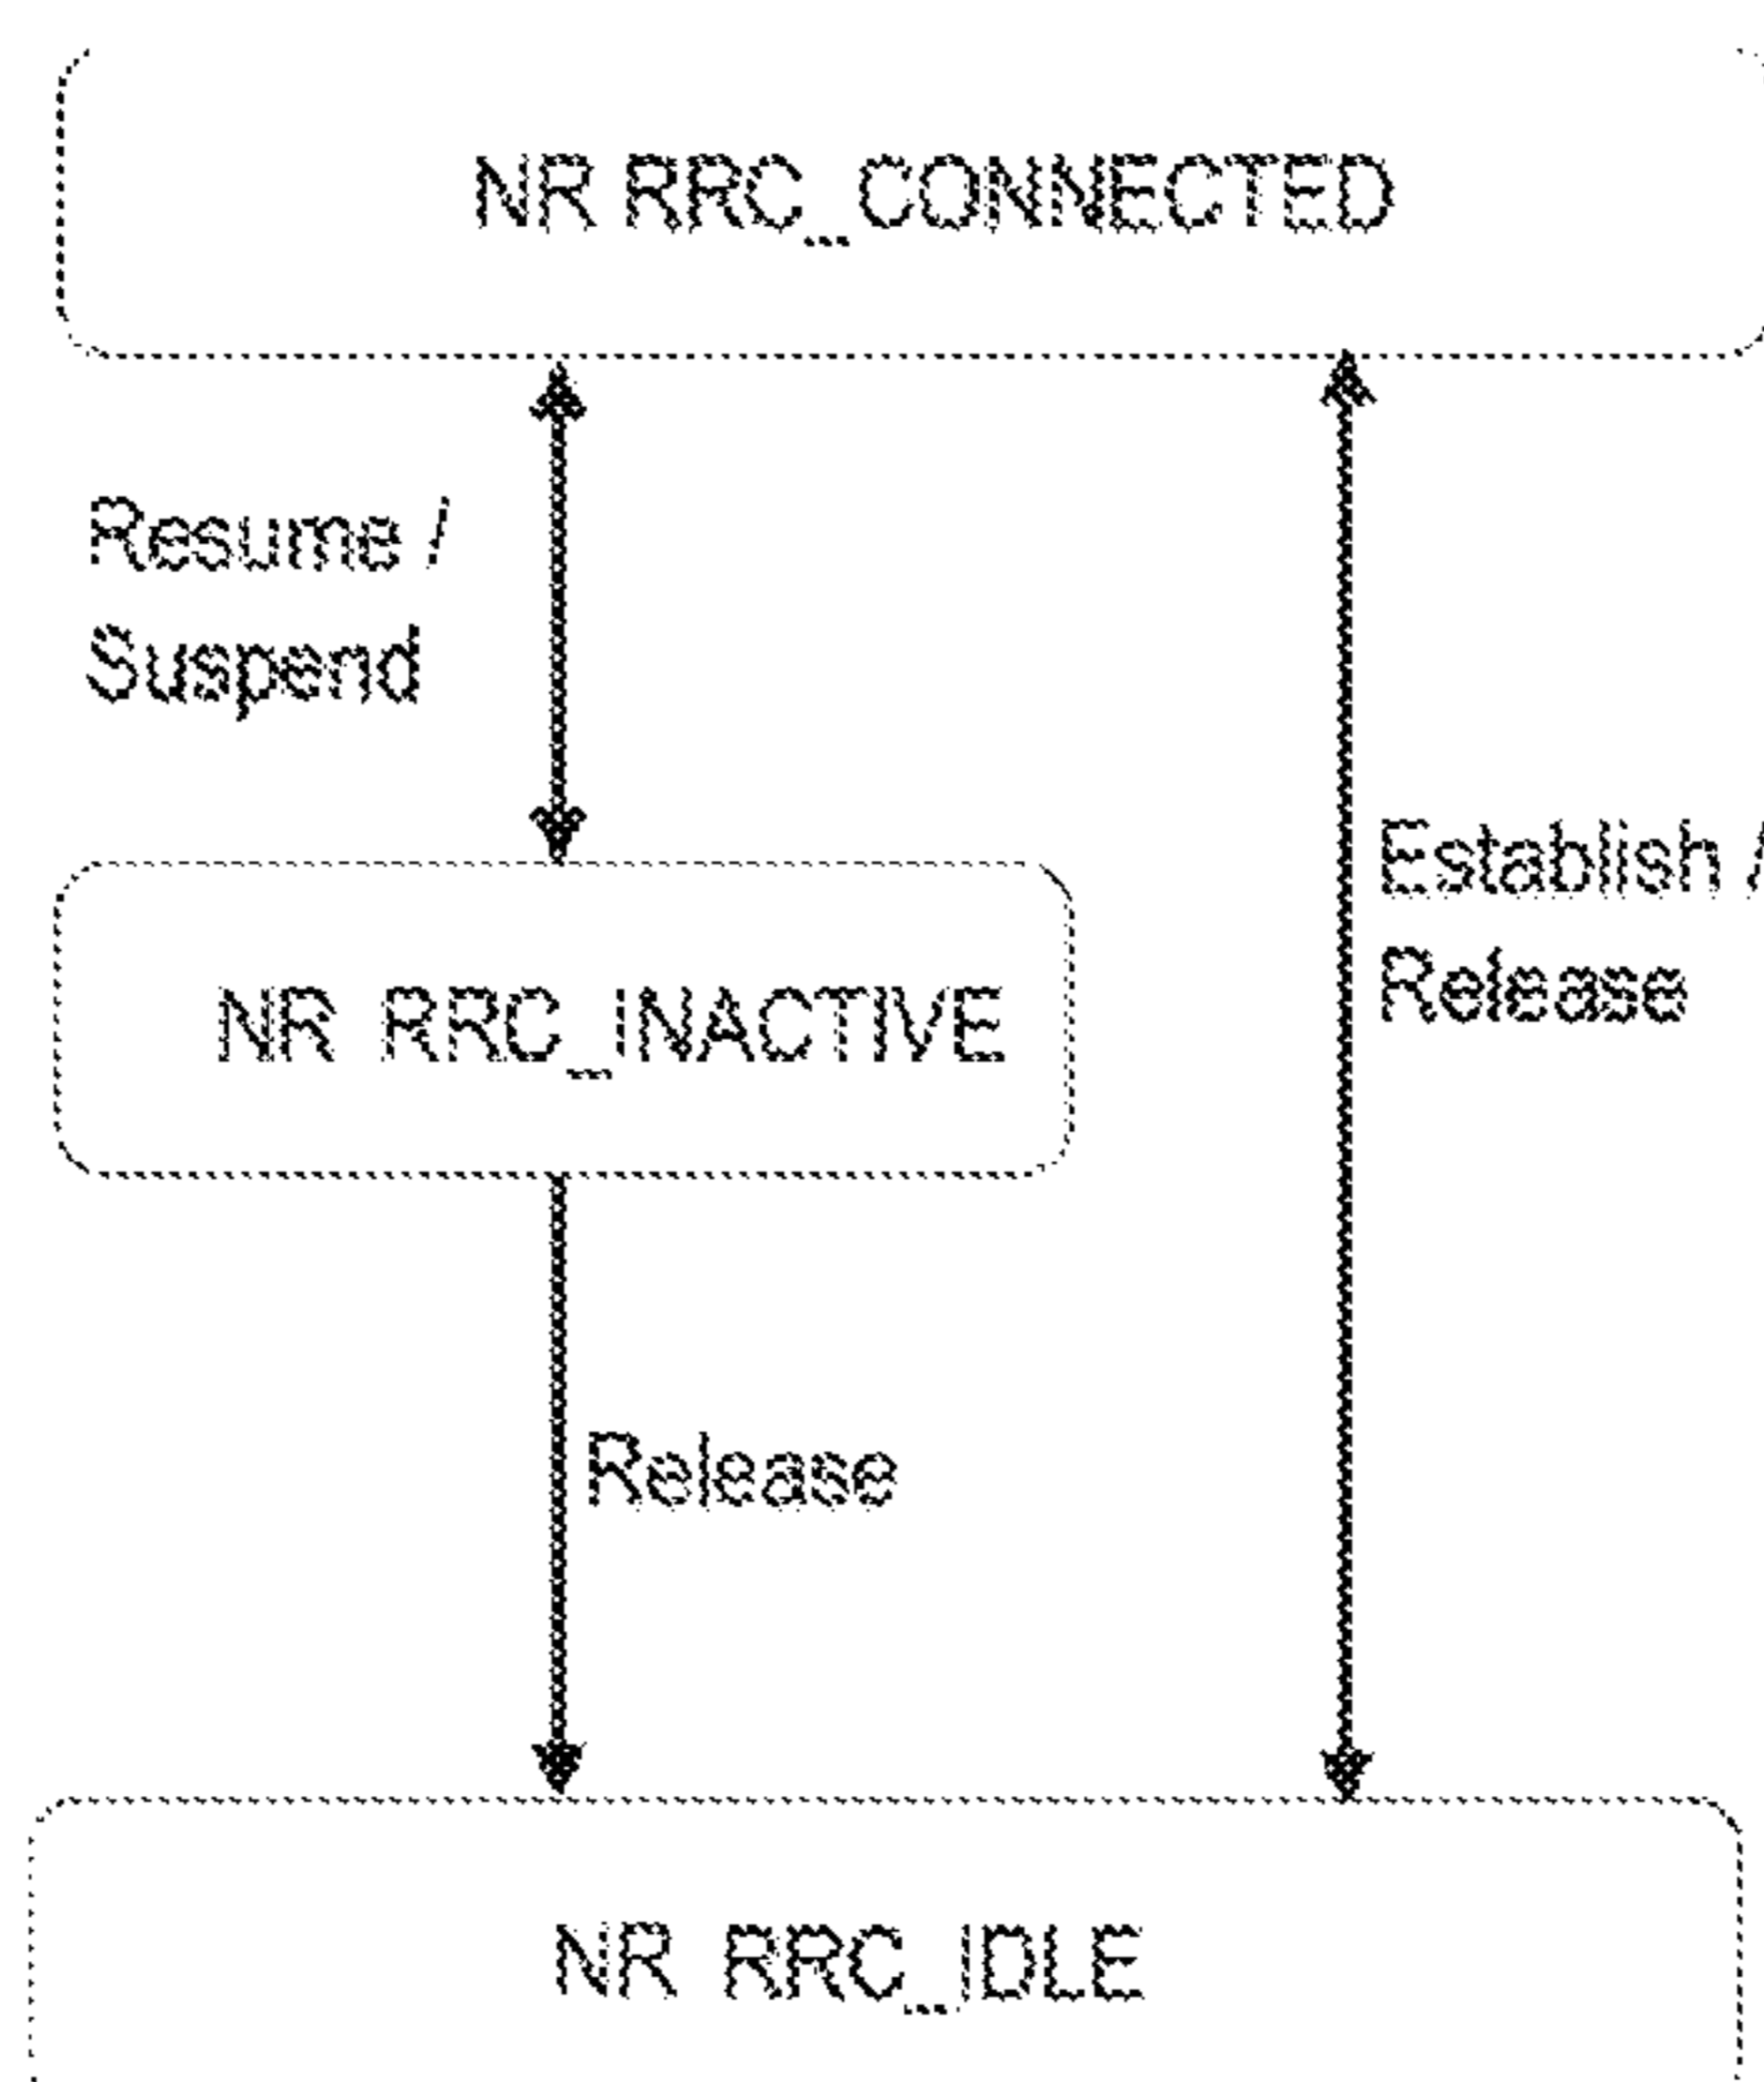 NR RRC_CONNECTED
Resume /
Suspend
Establish /
Release
NR RRC_INACTIVE
Release
NR RRC_IDLE